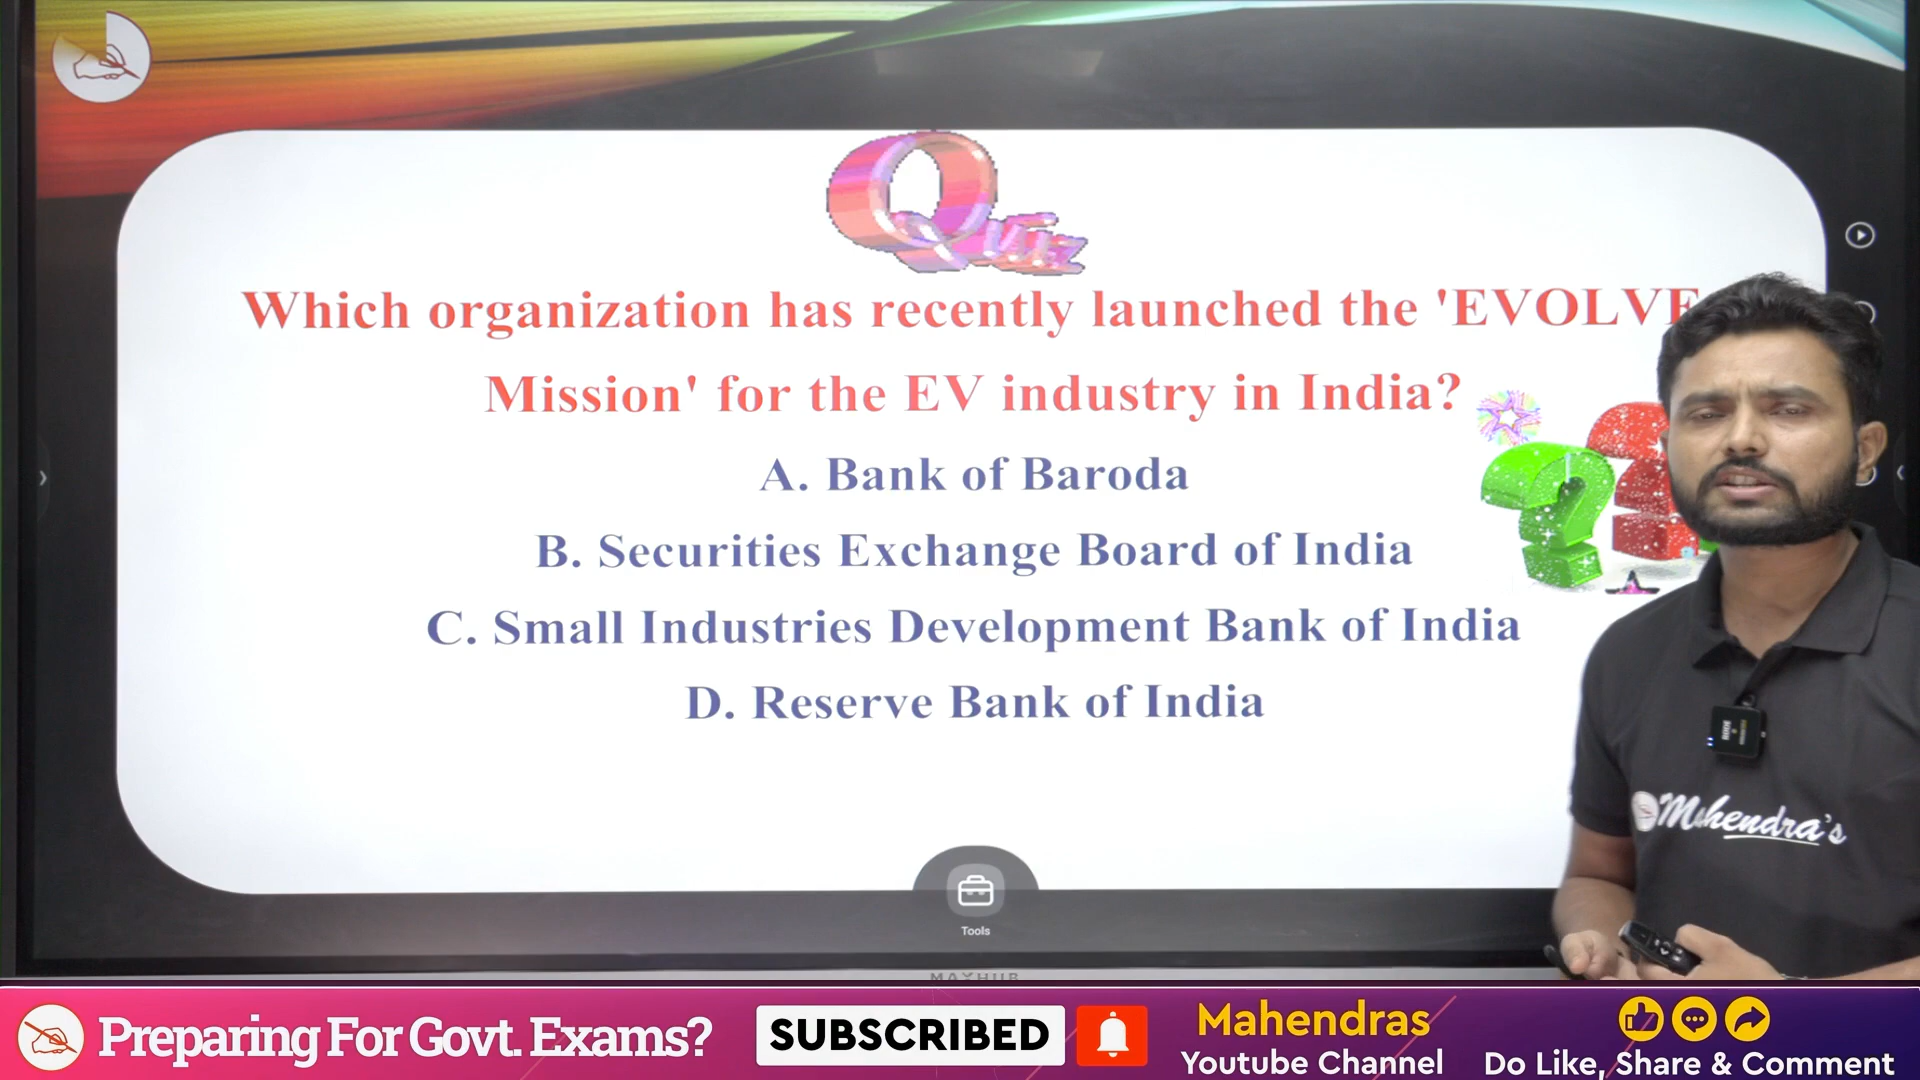 Quiz
Which organization has recently launched the 'EVOLVE
Mission' for the EV industry in India?
A. Bank of Baroda
B. Securities Exchange Board of India
C. Small Industries Development Bank of India
D. Reserve Bank of India
Mahendra's
Tools
MAXHUB
Preparing For Govt. Exams?
SUBSCRIBED
Mahendras
Youtube Channel
Do Like, Share & Comment